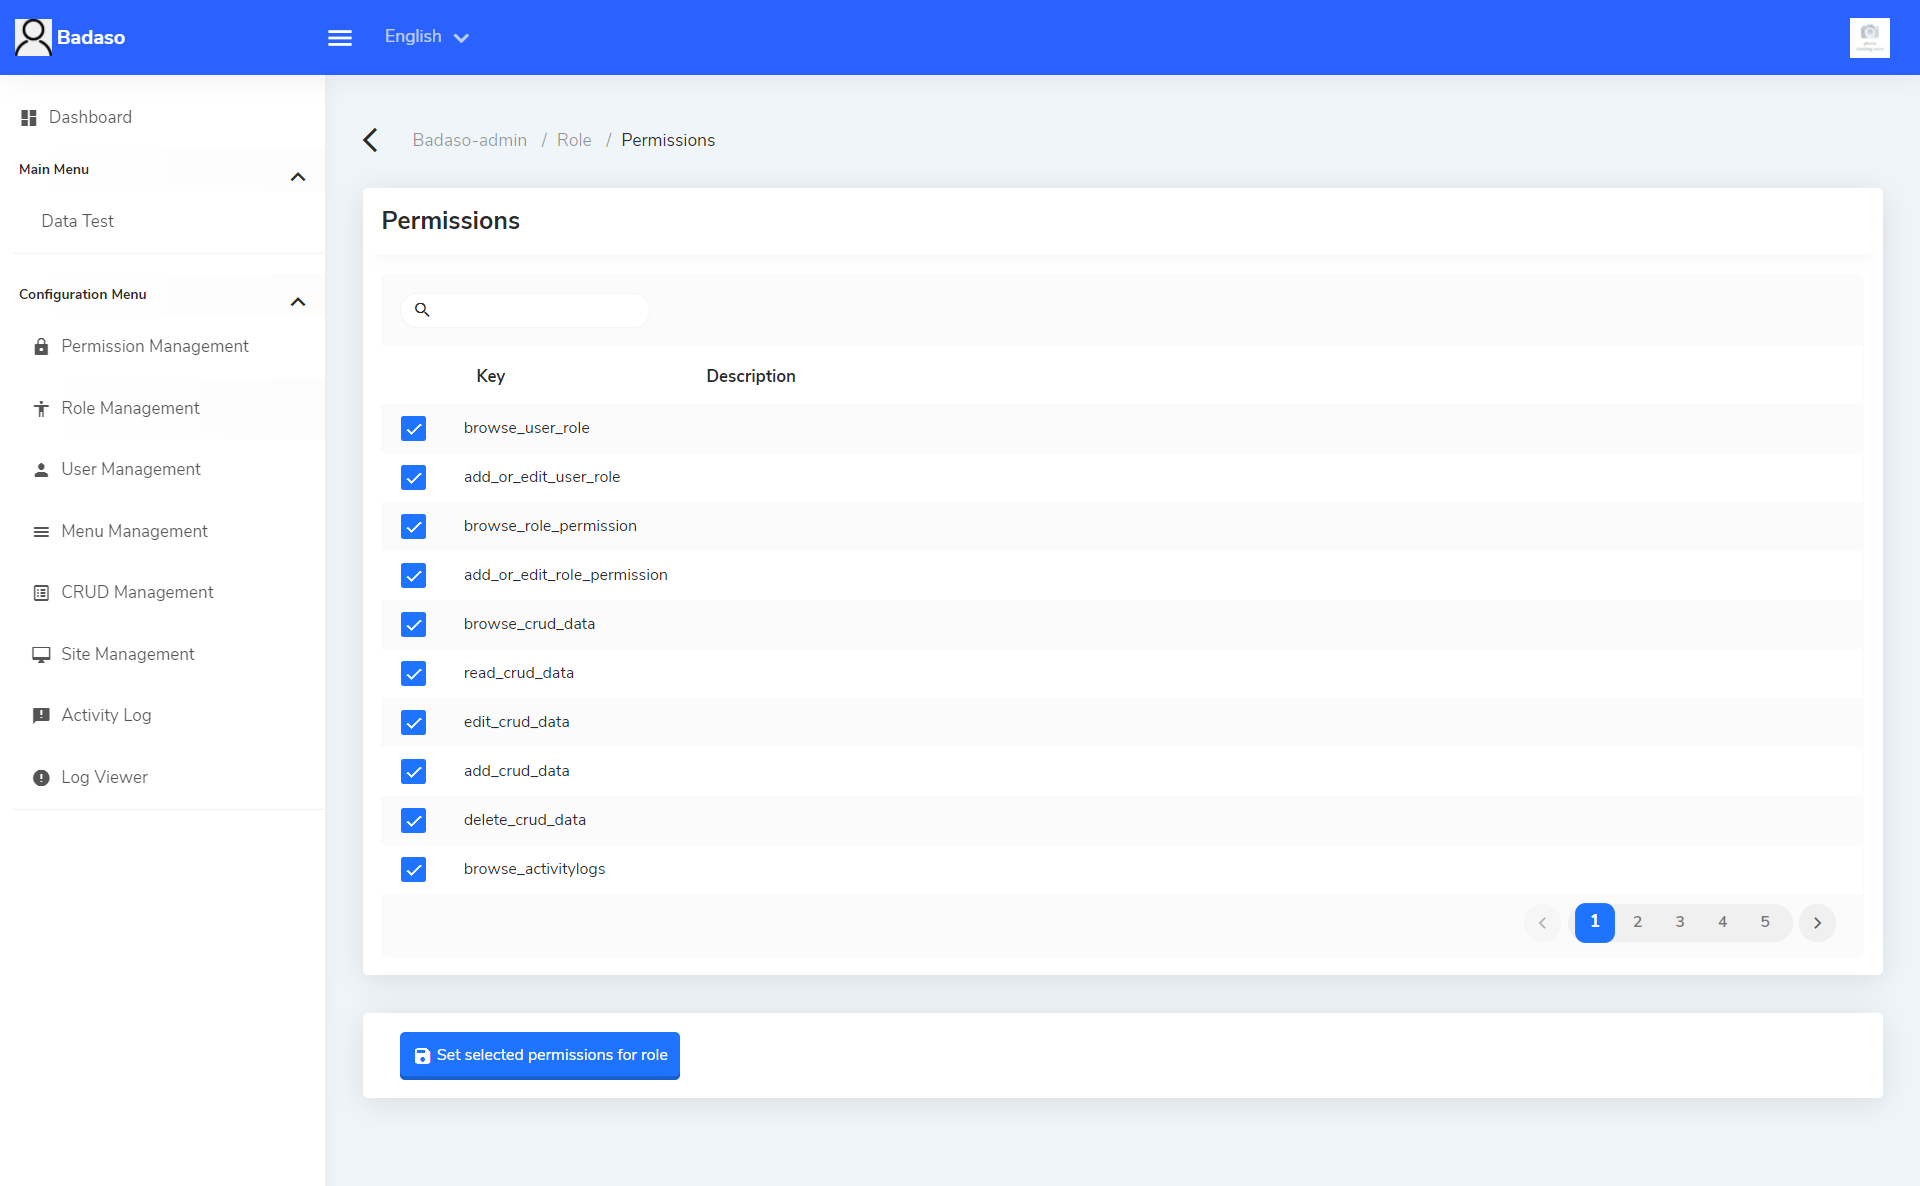 Badaso
English
Dashboard
Main Menu
Data Test
Configuration Menu
Permission Management
Role Management
User Management
Menu Management
CRUD Management
Site Management
Activity Log
Log Viewer
Badaso-admin / Role / Permissions
Permissions
Key Description
browse_user_role
add_or_edit_user_role
browse_role_permission
add_or_edit_role_permission
browse_crud_data
read_crud_data
edit_crud_data
add_crud_data
delete_crud_data
browse_activitylogs
1 2 3 4 5
Set selected permissions for role